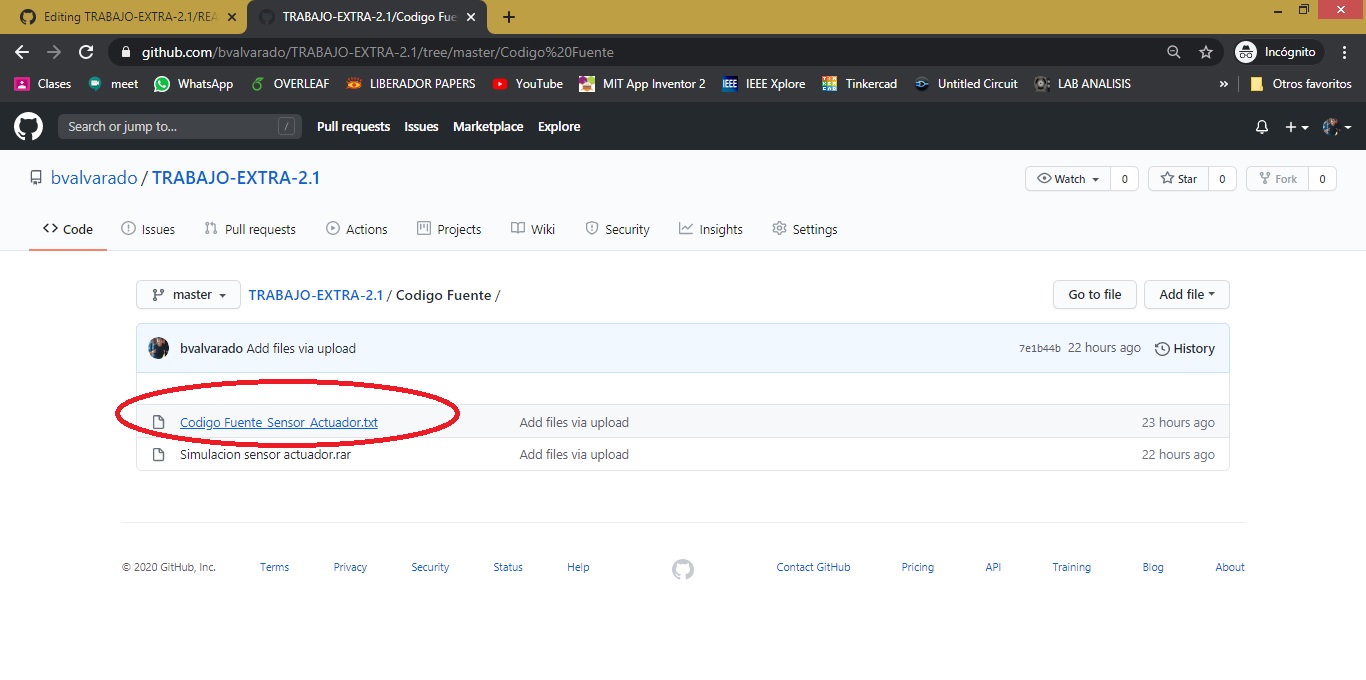 Editing TRABAJO-EXTRA-2.1/REA
TRABAJO-EXTRA-2.1/Codigo Fue
github.com/bvalvarado/TRABAJO-EXTRA-2.1/tree/master/Codigo%20Fuente
Incógnito
Clases meet WhatsApp OVERLEAF LIBERADOR PAPERS YouTube MIT App Inventor 2 IEEE Xplore Tinkercad Untitled Circuit LAB ANALISIS » Otros favoritos
Search or jump to... / Pull requests Issues Marketplace Explore
bvalvarado / TRABAJO-EXTRA-2.1 Watch 0 Star 0 Fork 0
Code Issues Pull requests Actions Projects Wiki Security Insights Settings
master TRABAJO-EXTRA-2.1 / Codigo Fuente / Go to file Add file
bvalvarado Add files via upload 7e1b44b 22 hours ago History
Codigo Fuente_Sensor_Actuador.txt Add files via upload 23 hours ago
Simulacion sensor actuador.rar Add files via upload 22 hours ago
© 2020 GitHub, Inc. Terms Privacy Security Status Help Contact GitHub Pricing API Training Blog About